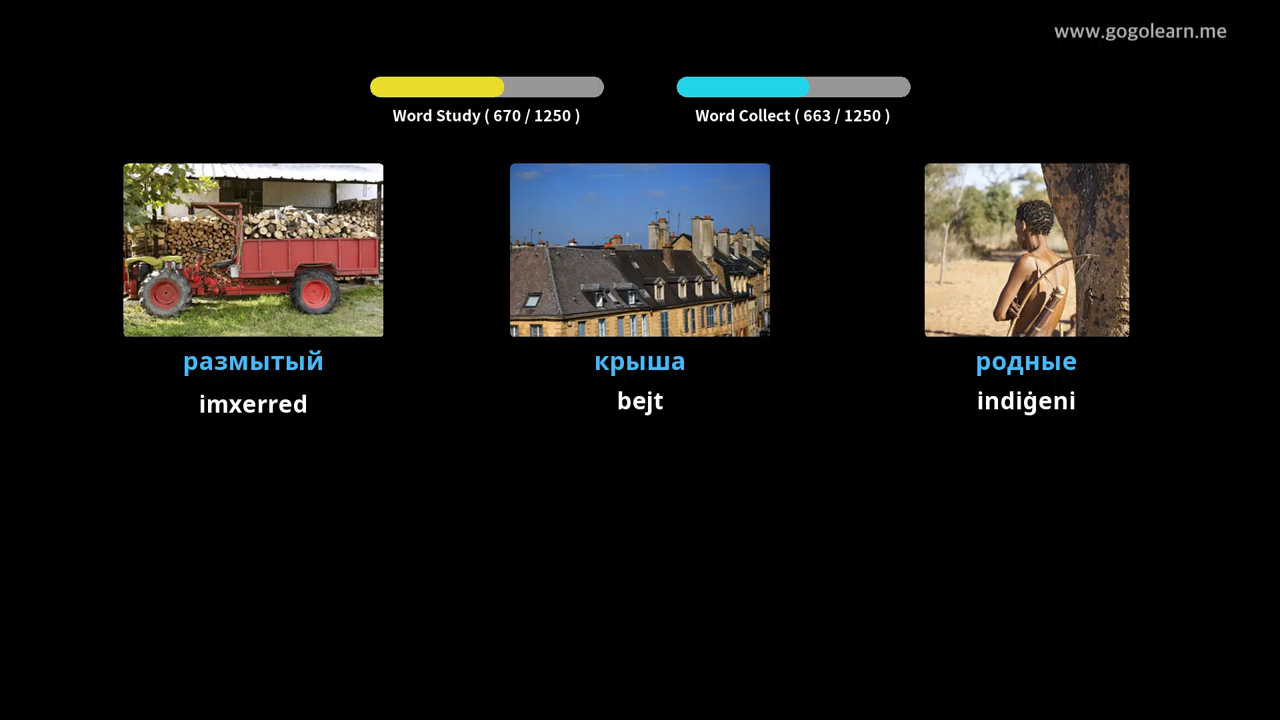 www.gogolearn.me
Word Study ( 670 / 1250 )
Word Collect ( 663 / 1250 )
размытый
крыша
родные
imxerred
bejt
indiġeni